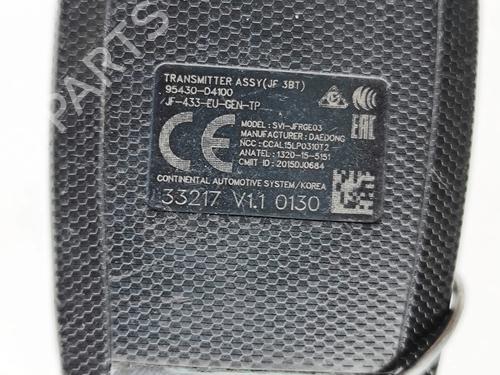 TRANSMITTER ASSY(JF 3BT)
95430-D4100
JF-433-EU-GEN-TP
CE
MODEL : SVI-JFRGE03
MANUFACTURER : DAEDONG
NCC : CCAL15LP0310T2
ANATEL : 1320-15-5151
CMIIT ID : 2015DJ0684
EAC
CONTINENTAL AUTOMOTIVE SYSTEM/KOREA
33217 V1.1 0130
PARTS